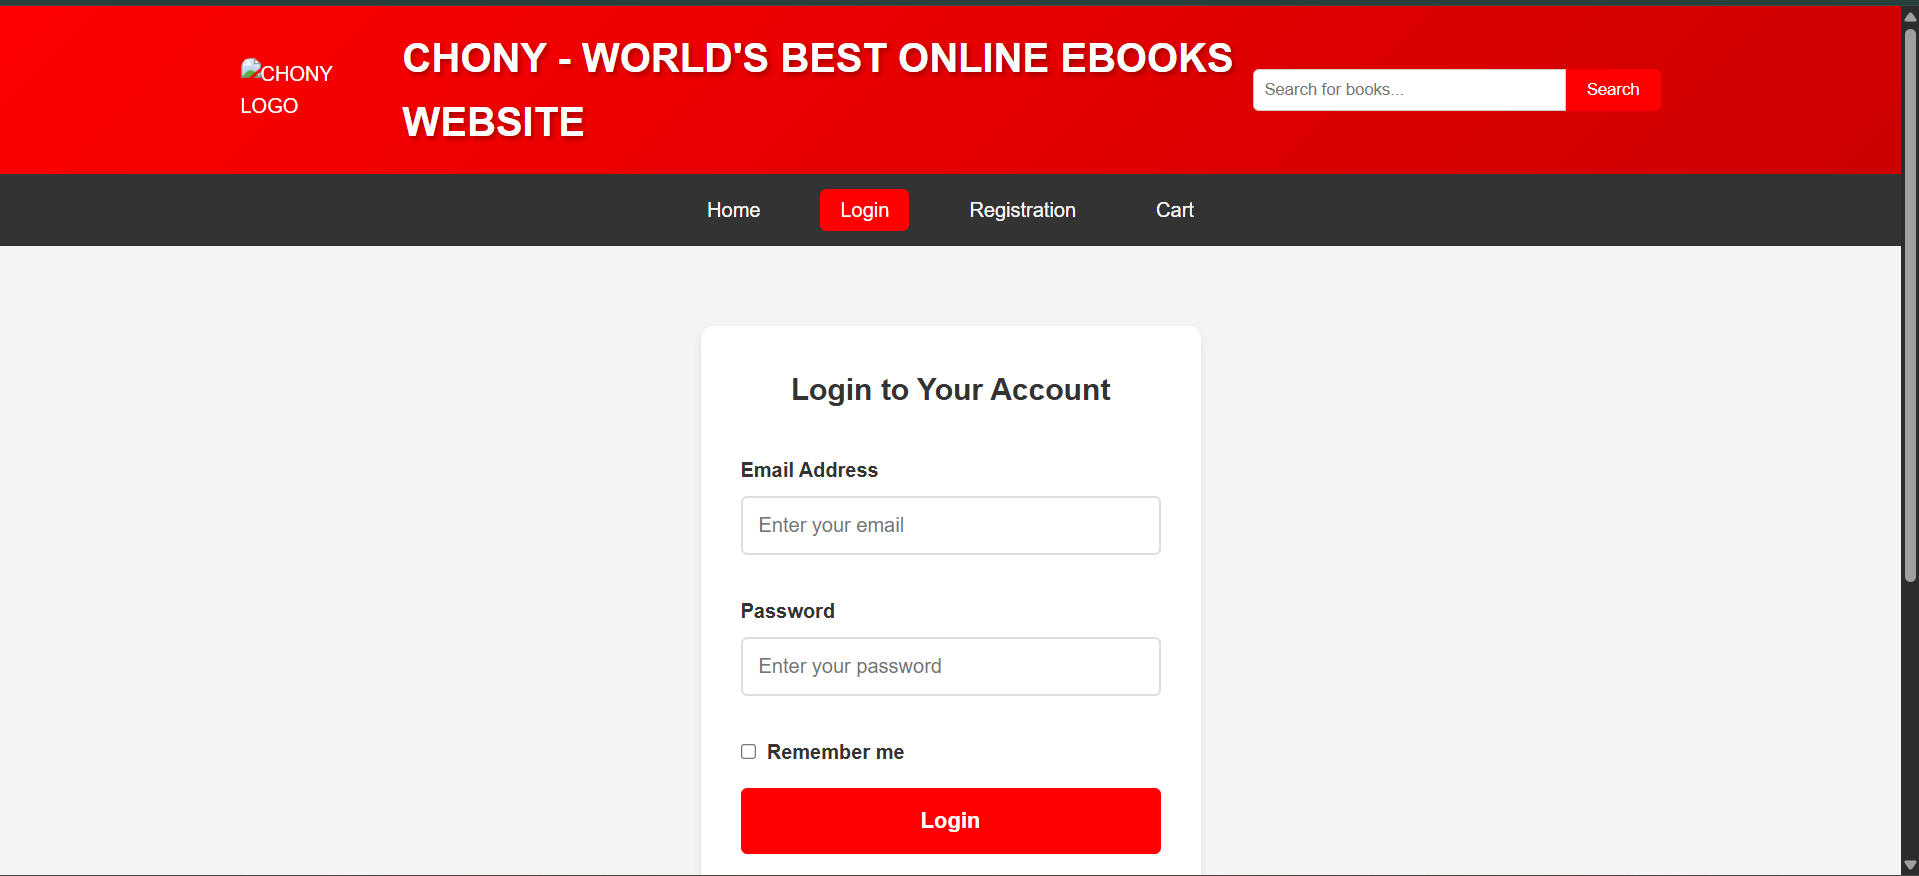 CHONY
LOGO
CHONY - WORLD'S BEST ONLINE EBOOKS
WEBSITE
Search for books...
Search
Home
Login
Registration
Cart
Login to Your Account
Email Address
Enter your email
Password
Enter your password
Remember me
Login